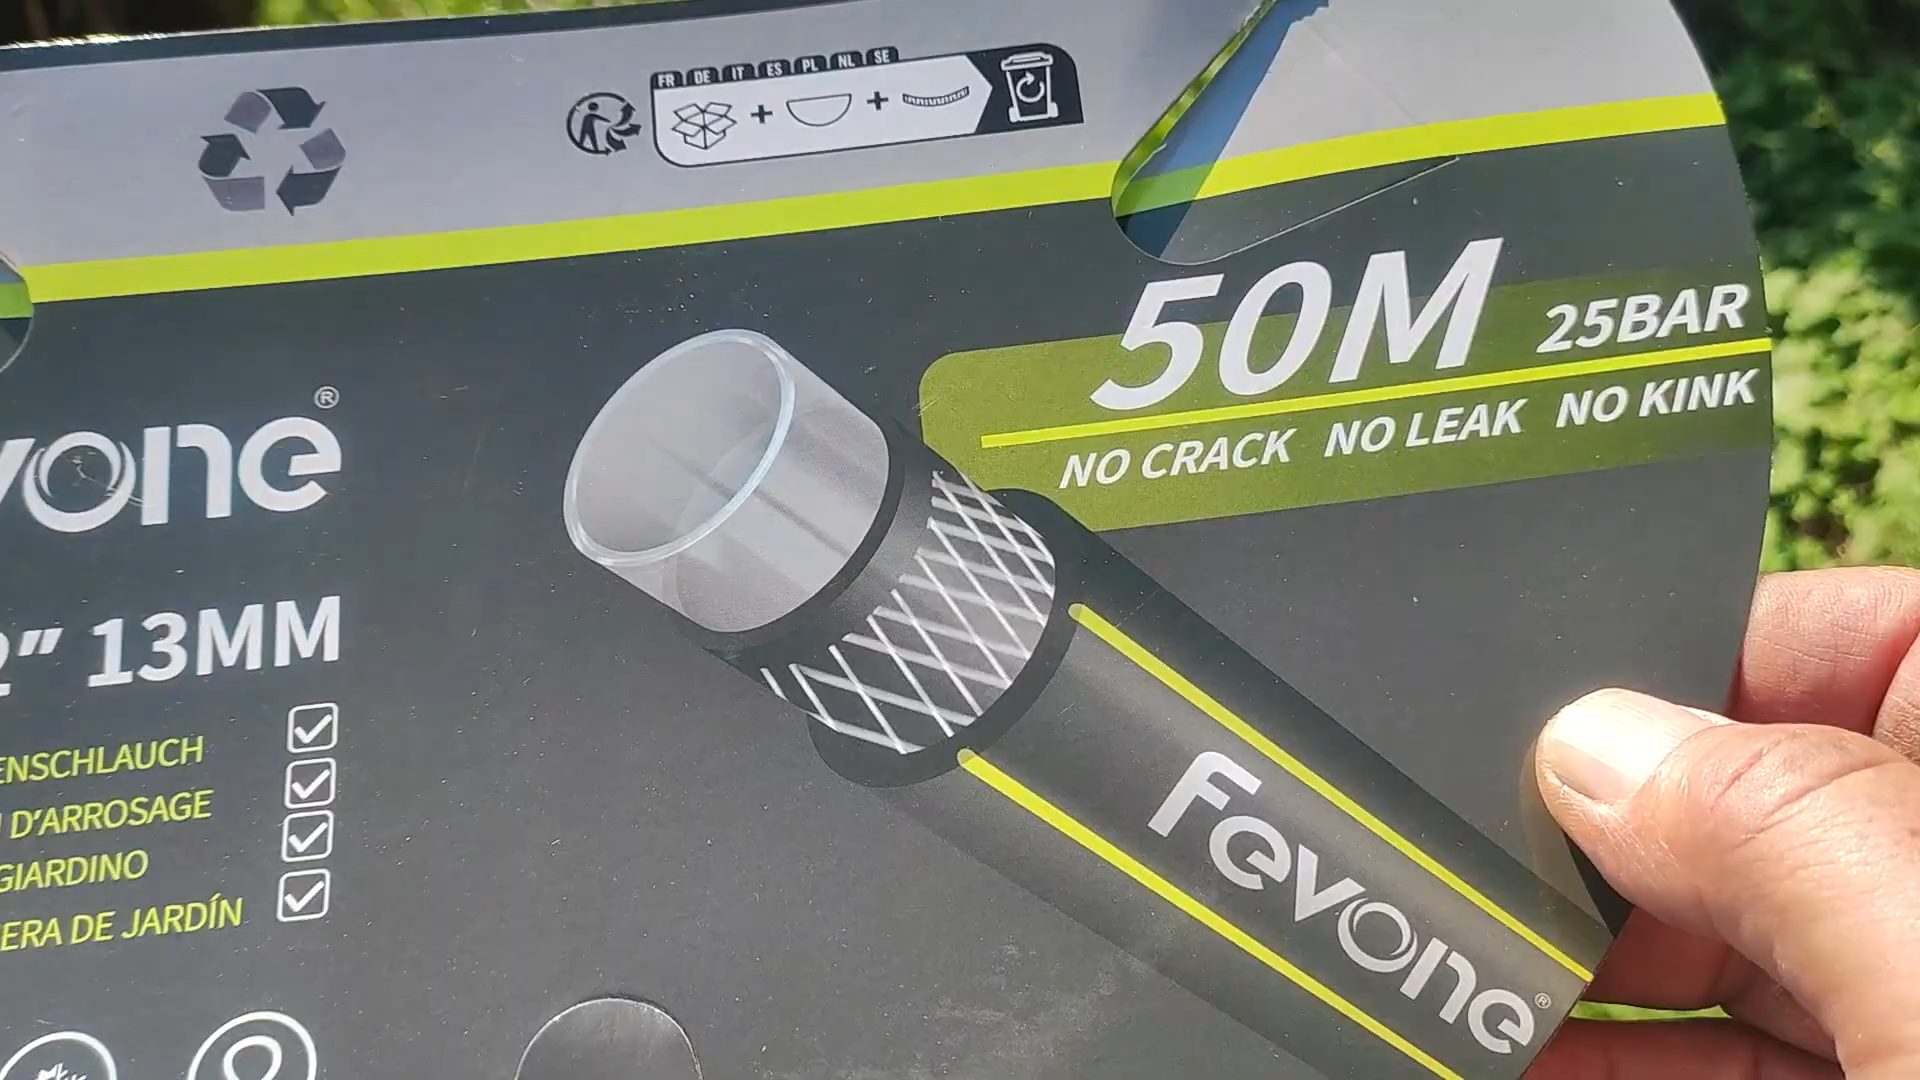 FR DE IT ES PL NL SE
50M 25BAR
NO CRACK NO LEAK NO KINK
vone®
2" 13MM
ENSCHLAUCH
D'ARROSAGE
GIARDINO
ERA DE JARDÍN
Fevone®